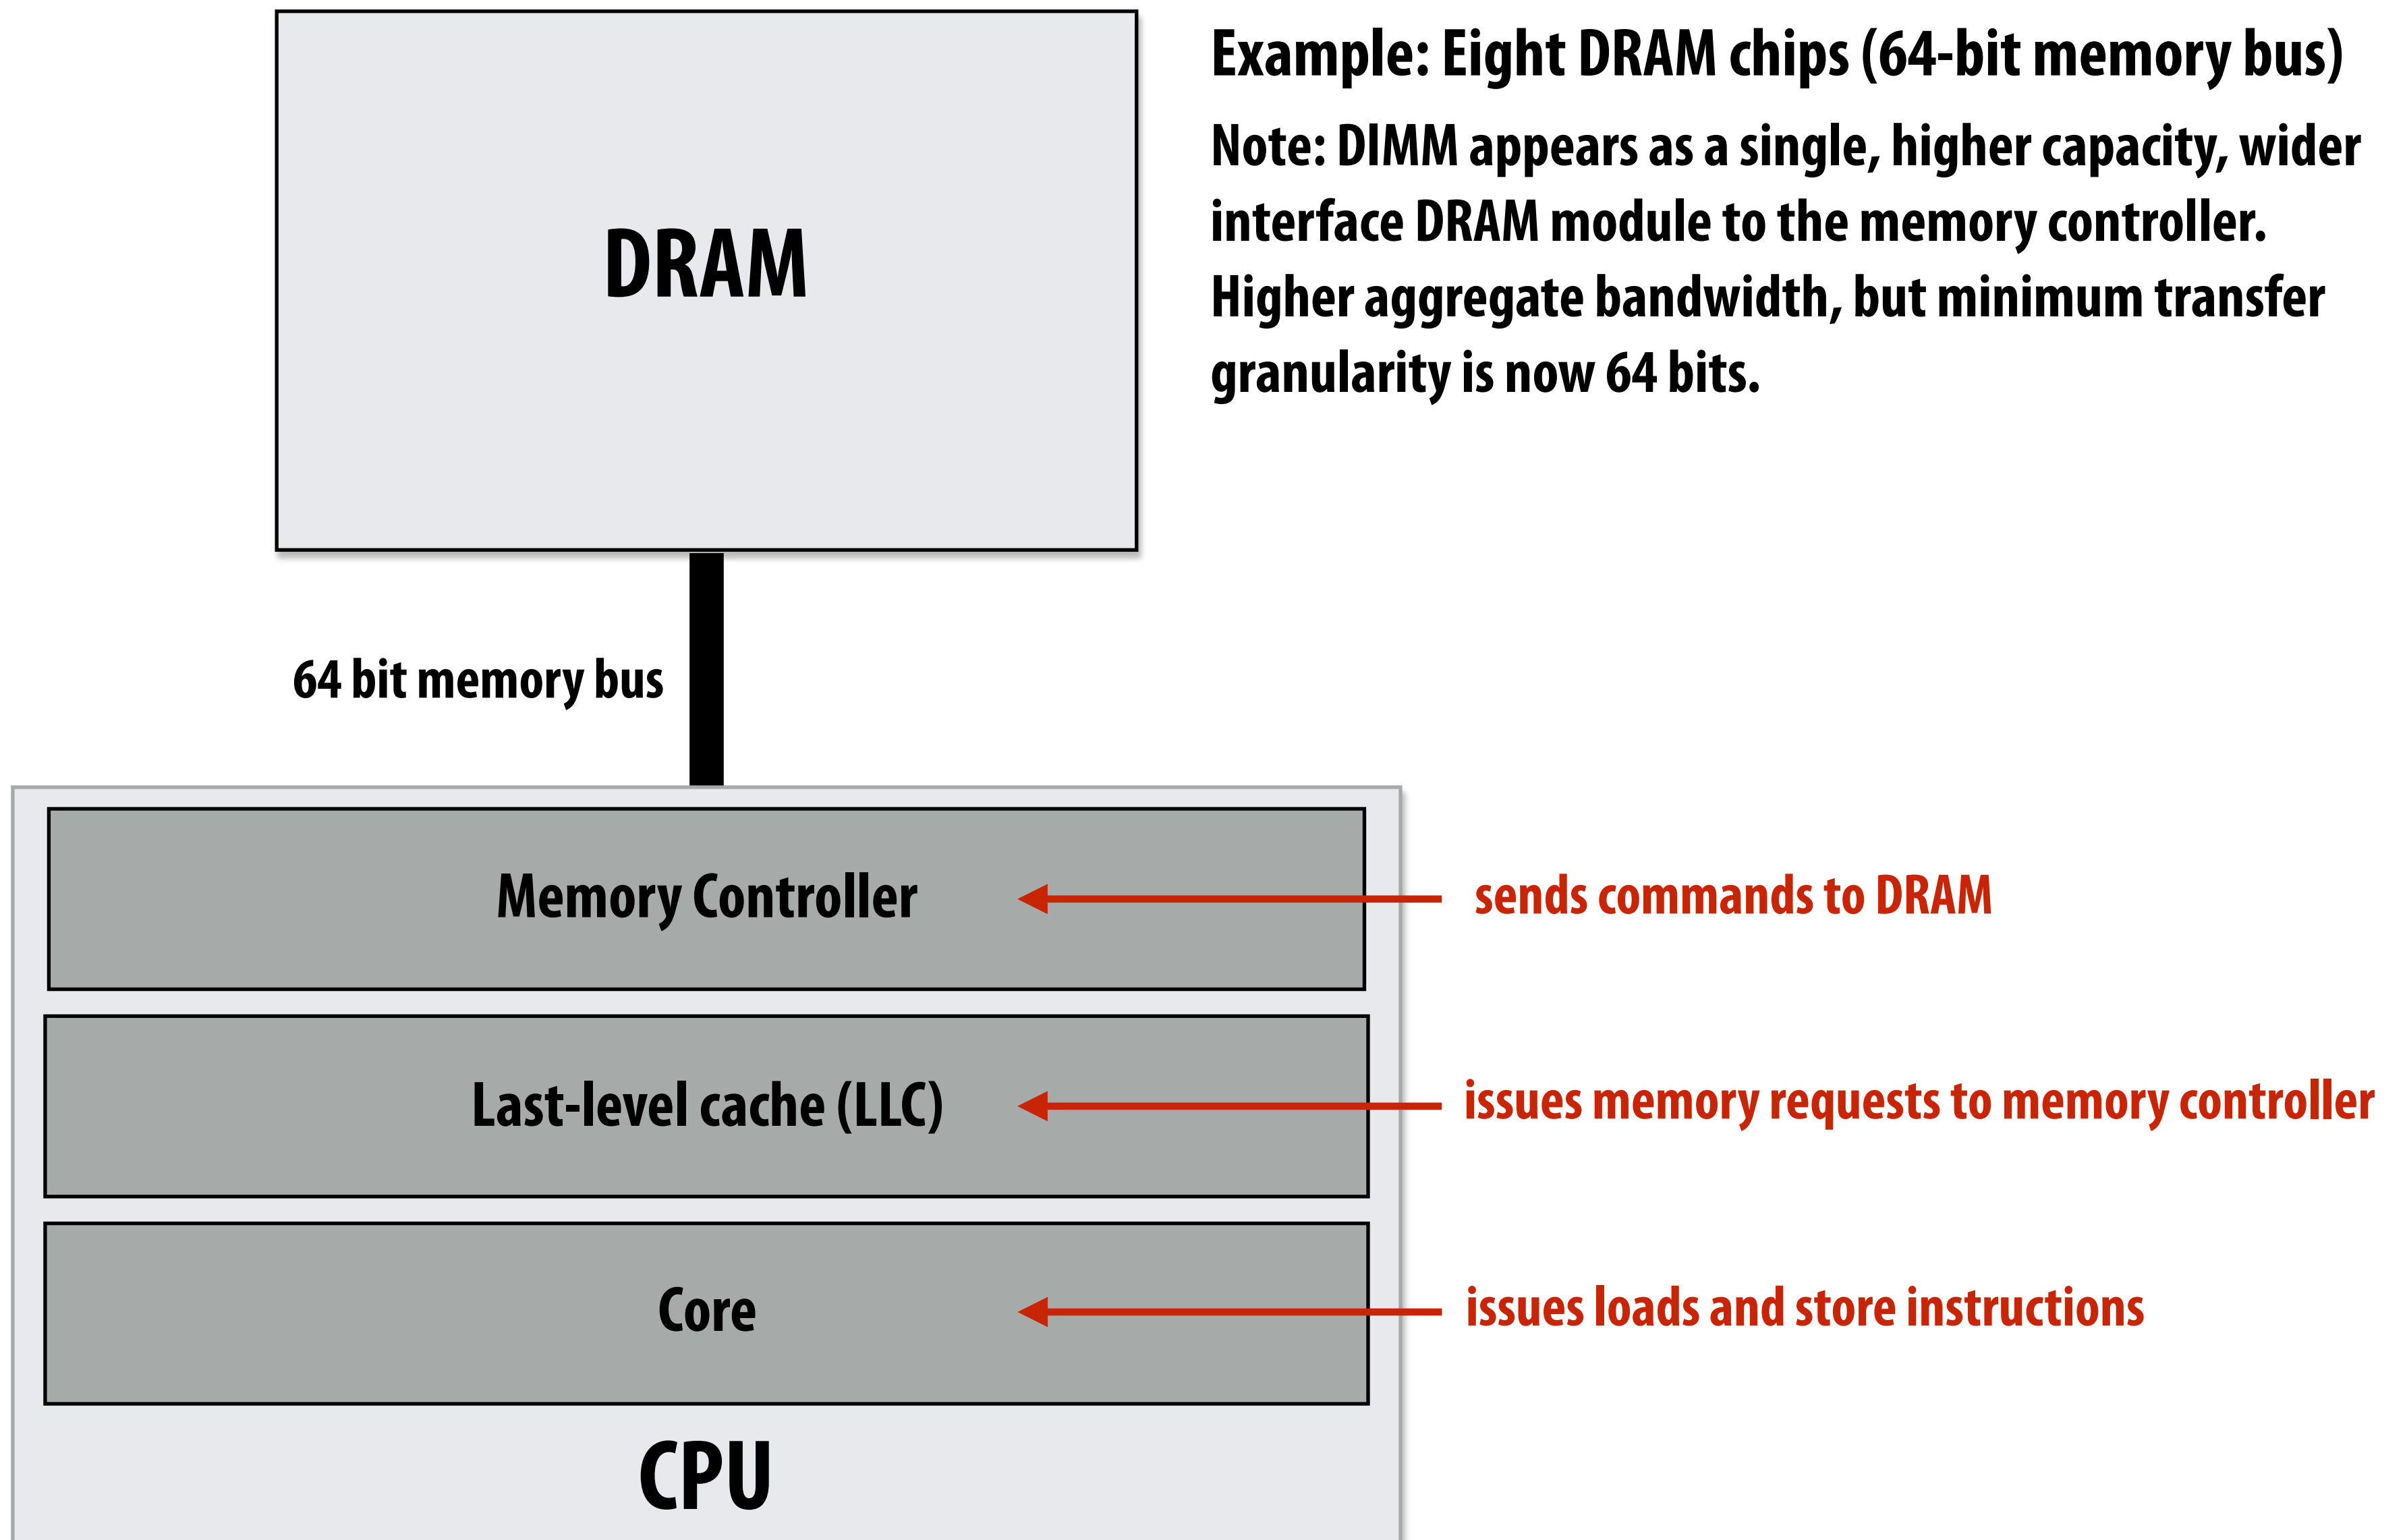 DRAM
Example: Eight DRAM chips (64-bit memory bus)
Note: DIMM appears as a single, higher capacity, wider
interface DRAM module to the memory controller.
Higher aggregate bandwidth, but minimum transfer
granularity is now 64 bits.
64 bit memory bus
Memory Controller
sends commands to DRAM
Last-level cache (LLC)
issues memory requests to memory controller
Core
issues loads and store instructions
CPU